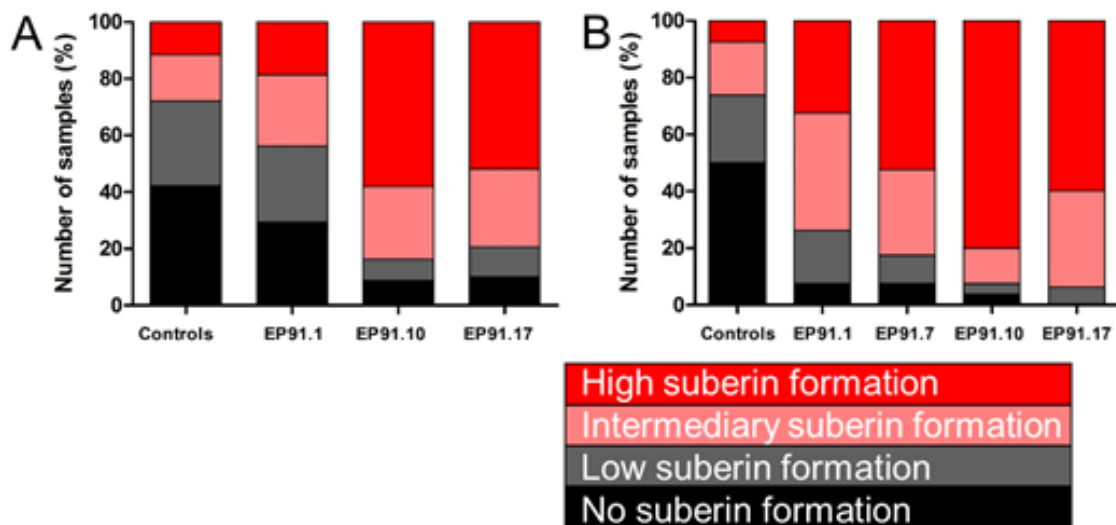 A
Number of samples (%)
100
80
60
40
20
0
Controls EP91.1 EP91.10 EP91.17
B
Number of samples (%)
100
80
60
40
20
0
Controls EP91.1 EP91.7 EP91.10 EP91.17
High suberin formation
Intermediary suberin formation
Low suberin formation
No suberin formation